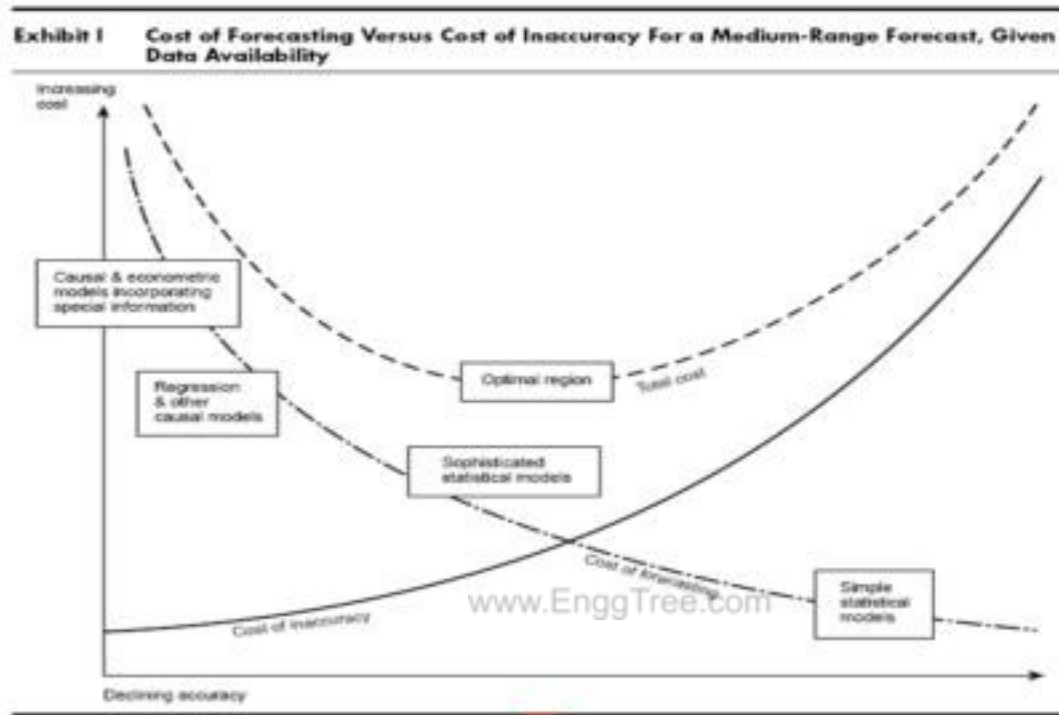 Exhibit I Cost of Forecasting Versus Cost of Inaccuracy For a Medium-Range Forecast, Given
Data Availability
Increasing
cost
Causal & econometric
models incorporating
special information
Regression
& other
causal models
Optimal region
Total cost
Sophisticated
statistical models
Cost of forecasting
Simple
statistical
models
www.EnggTree.com
Cost of inaccuracy
Declining accuracy